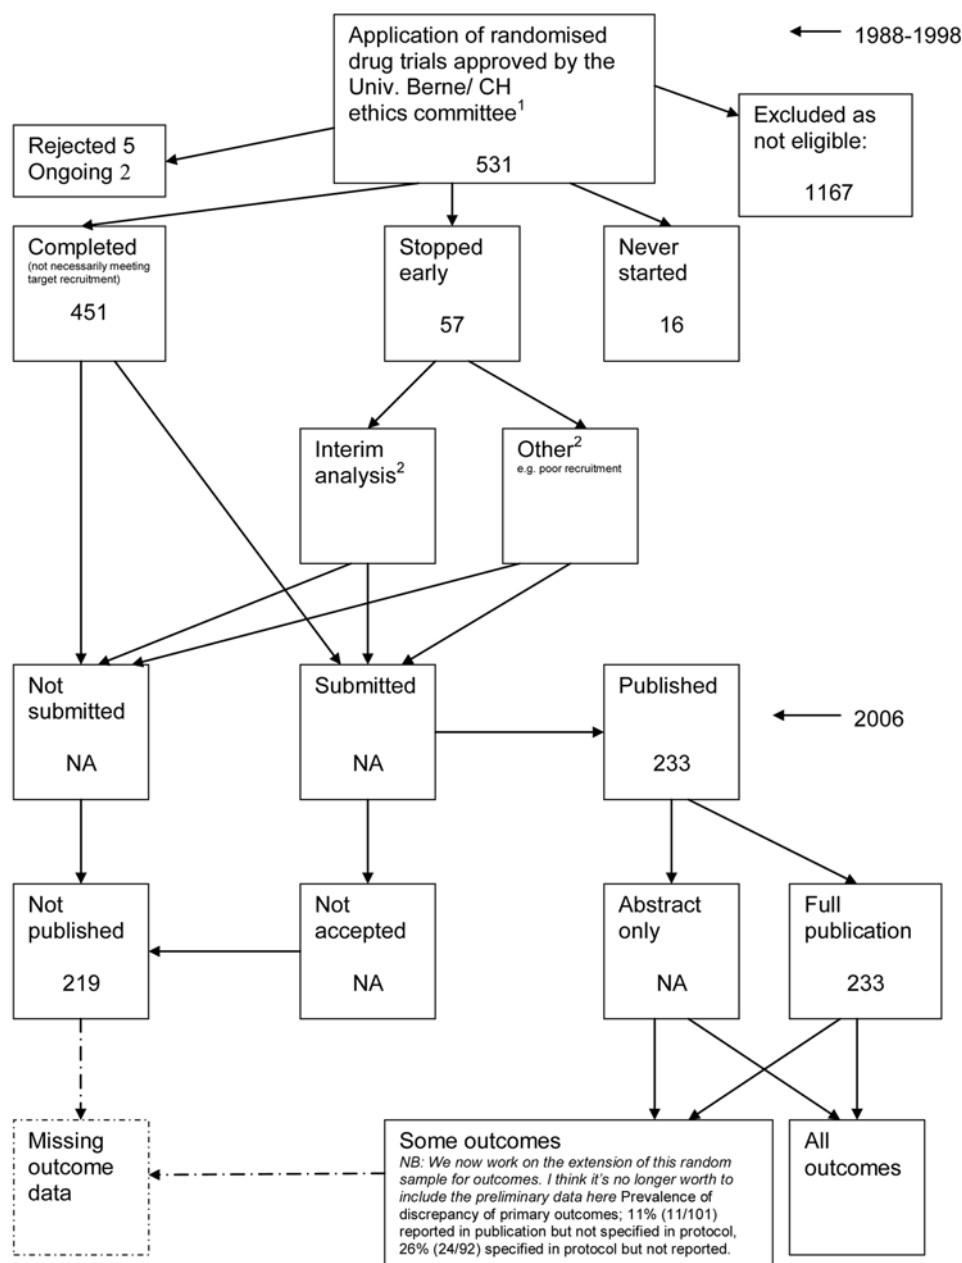 Application of randomised
drug trials approved by the
Univ. Berne/ CH
ethics committee1
531
1988-1998
Rejected 5
Ongoing 2
Excluded as
not eligible:
1167
Completed
(not necessarily meeting
target recruitment)
451
Stopped
early
57
Never
started
16
Interim
analysis2
Other2
e.g. poor recruitment
Not
submitted
NA
Submitted
NA
Published
233
2006
Not
published
219
Not
accepted
NA
Abstract
only
NA
Full
publication
233
Missing
outcome
data
Some outcomes
NB: We now work on the extension of this random
sample for outcomes. I think it's no longer worth to
include the preliminary data here Prevalence of
discrepancy of primary outcomes; 11% (11/101)
reported in publication but not specified in protocol,
26% (24/92) specified in protocol but not reported.
All
outcomes